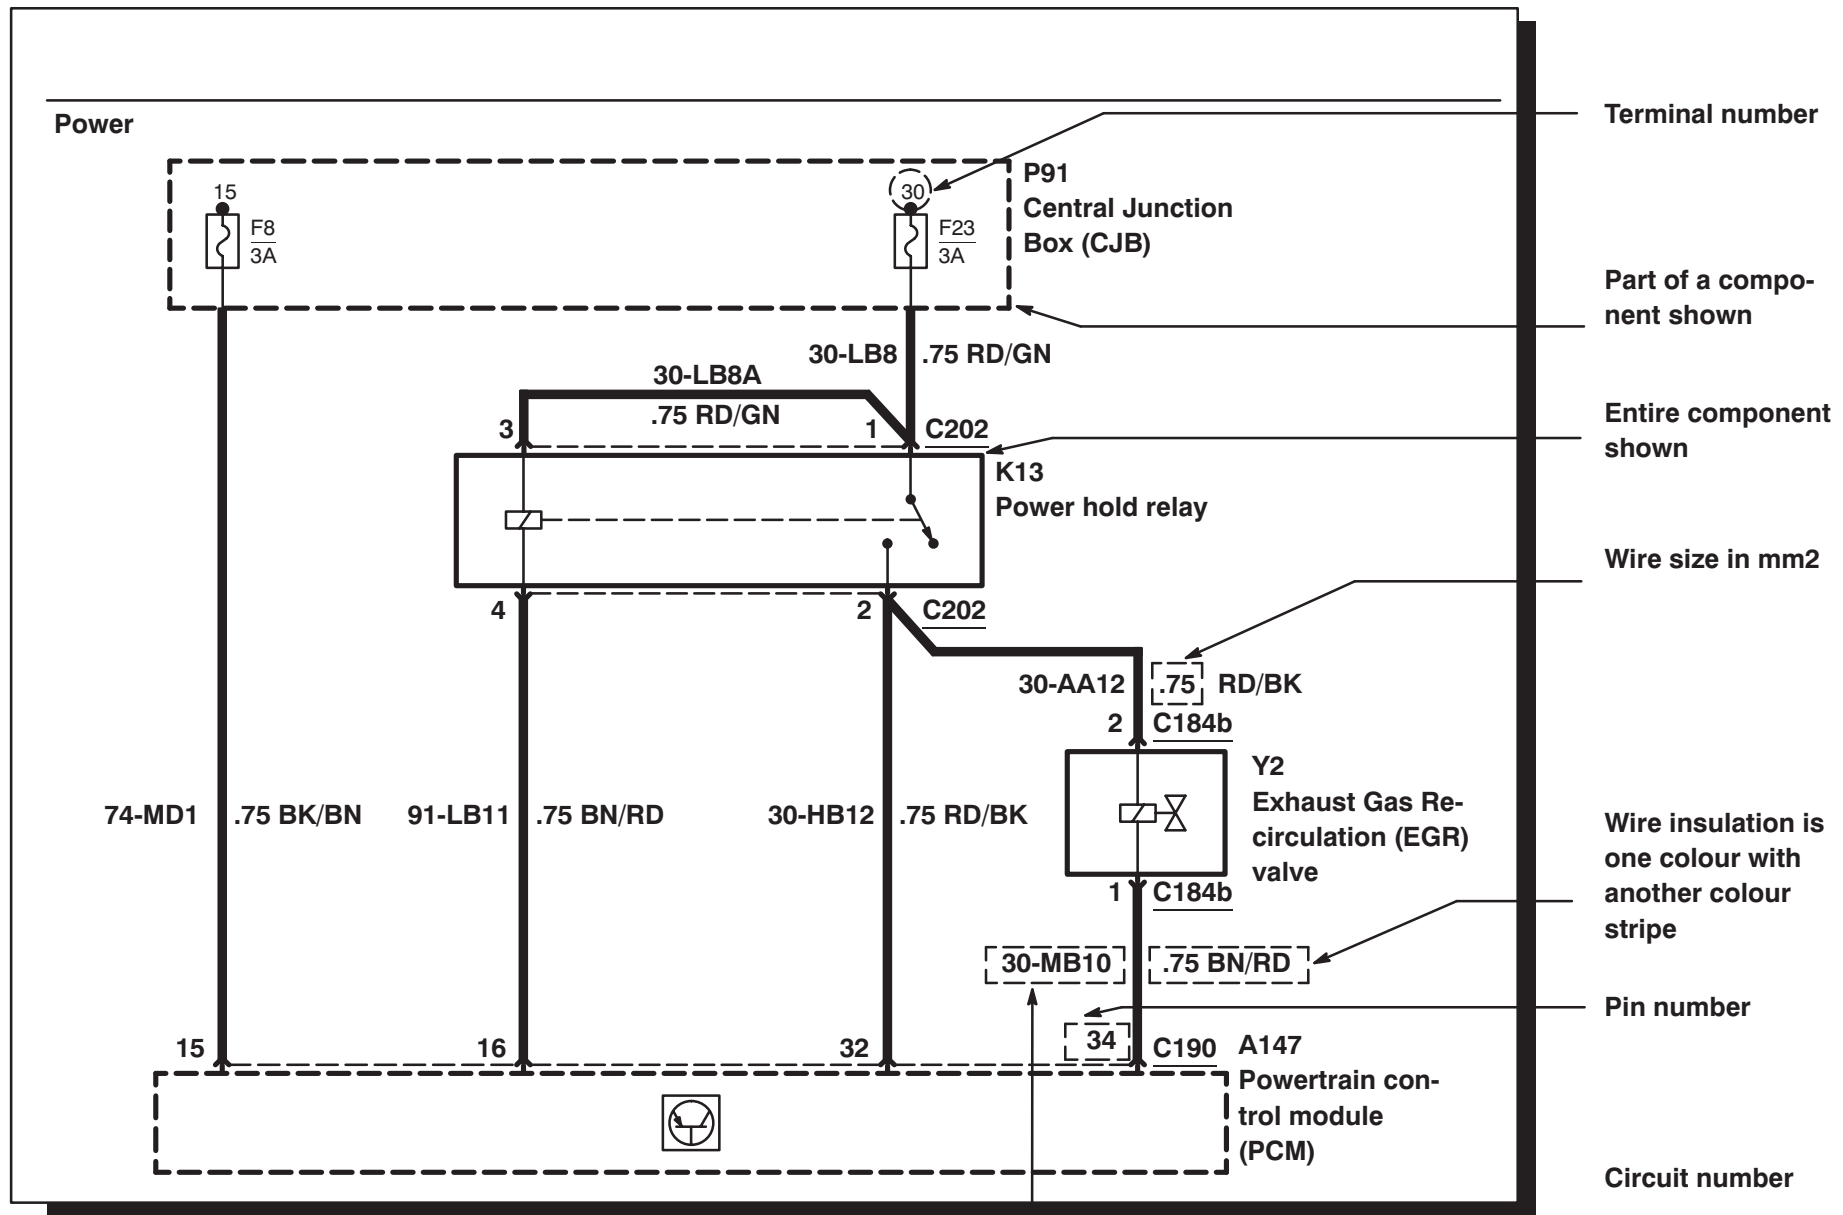 Power
Terminal number
15
30
F8
3A
F23
3A
P91
Central Junction
Box (CJB)
Part of a compo-
nent shown
30-LB8 .75 RD/GN
30-LB8A
.75 RD/GN
3 1 C202
Entire component
shown
K13
Power hold relay
Wire size in mm2
4 2 C202
30-AA12 .75 RD/BK
2 C184b
Y2
Exhaust Gas Re-
circulation (EGR)
valve
74-MD1 .75 BK/BN 91-LB11 .75 BN/RD 30-HB12 .75 RD/BK
Wire insulation is
one colour with
another colour
stripe
1 C184b
30-MB10 .75 BN/RD
Pin number
15 16 32 34 C190
A147
Powertrain con-
trol module
(PCM)
Circuit number